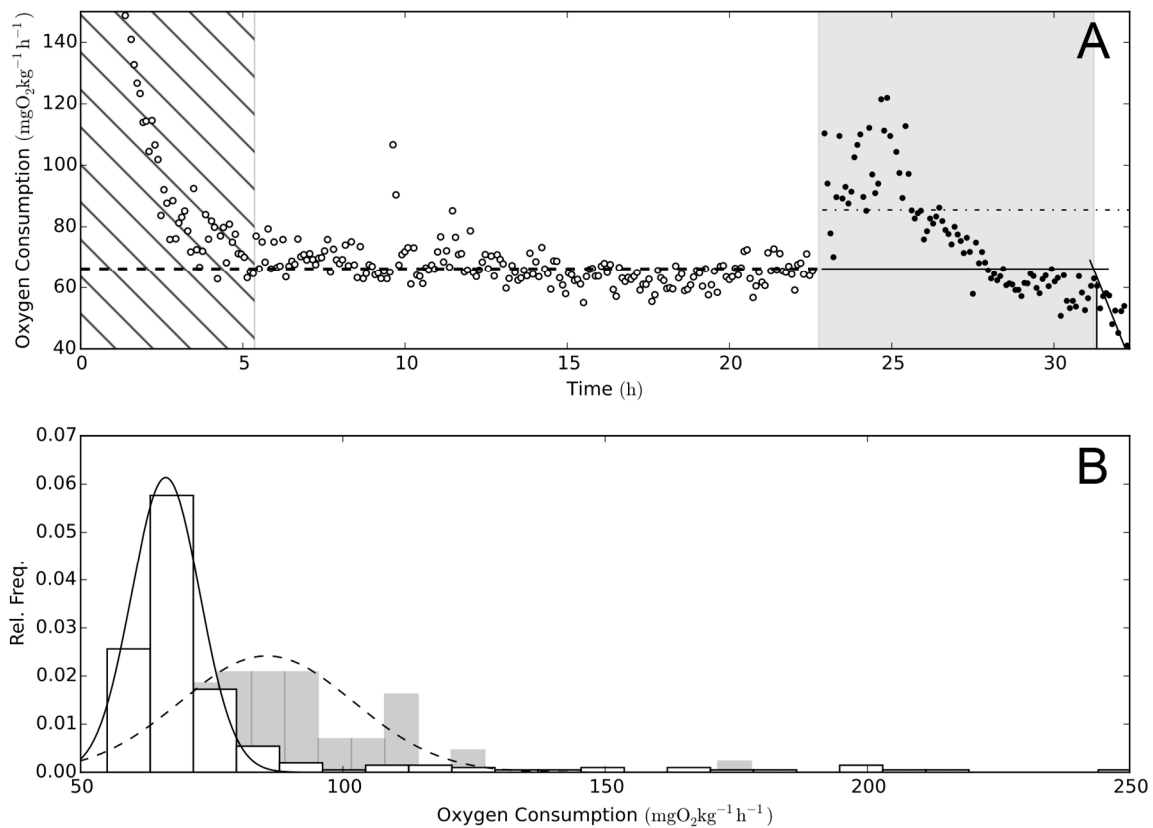 A
Oxygen Consumption (mgO₂kg⁻¹h⁻¹)
140
120
100
80
60
40
0 5 10 15 20 25 30
Time (h)
B
Rel. Freq.
0.07
0.06
0.05
0.04
0.03
0.02
0.01
0.00
50 100 150 200 250
Oxygen Consumption (mgO₂kg⁻¹h⁻¹)